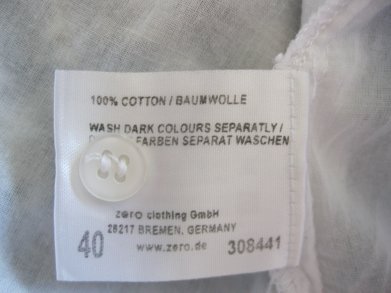 100% COTTON / BAUMWOLLE
WASH DARK COLOURS SEPARATLY /
FARBEN SEPARAT WASCHEN
zero clothing GmbH
28217 BREMEN, GERMANY
40 www.zero.de 308441